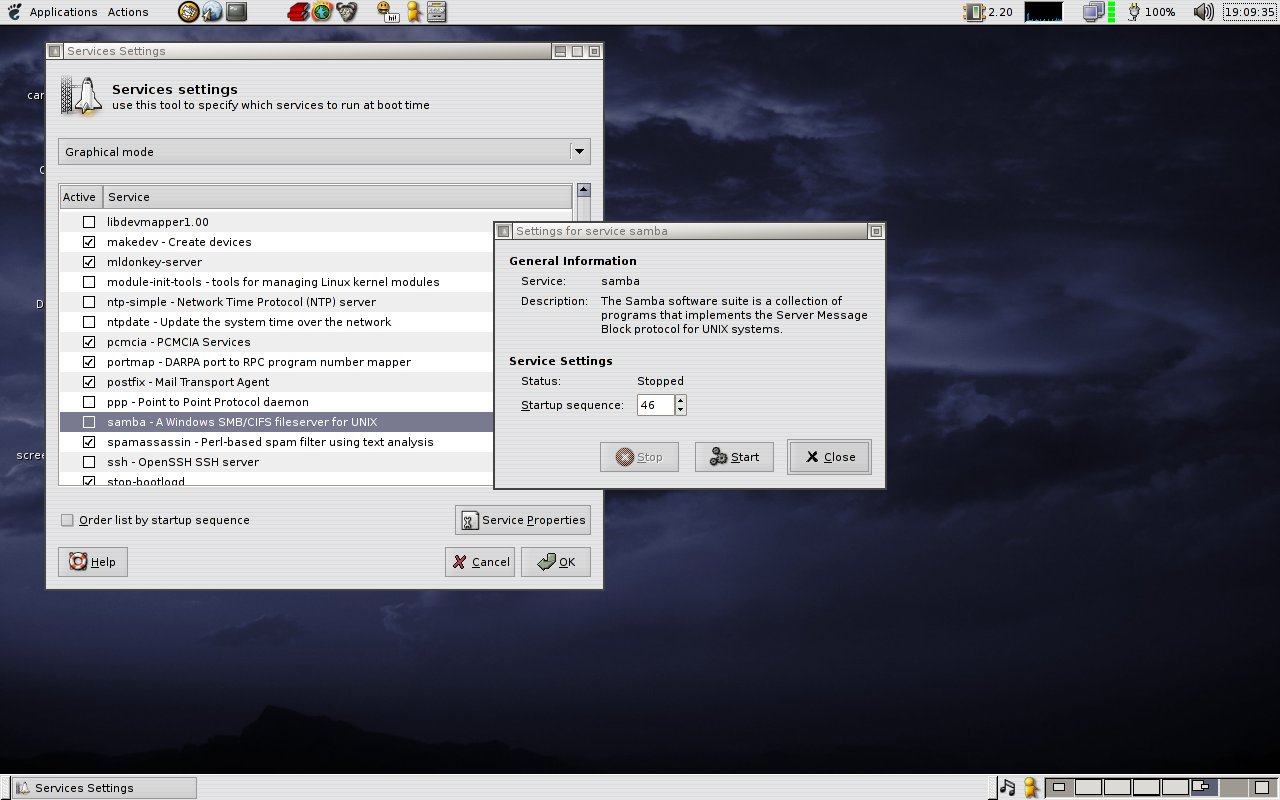 Applications Actions
hi!
2.20
100%
19:09:35
Services Settings
Services settings
use this tool to specify which services to run at boot time
Graphical mode
Active Service
libdevmapper1.00
makedev - Create devices
mldonkey-server
module-init-tools - tools for managing Linux kernel modules
ntp-simple - Network Time Protocol (NTP) server
ntpdate - Update the system time over the network
pcmcia - PCMCIA Services
portmap - DARPA port to RPC program number mapper
postfix - Mail Transport Agent
ppp - Point to Point Protocol daemon
samba - A Windows SMB/CIFS fileserver for UNIX
spamassassin - Perl-based spam filter using text analysis
ssh - OpenSSH SSH server
stop-bootlogd
Order list by startup sequence
Service Properties
Help
Cancel
OK
Settings for service samba
General Information
Service: samba
Description: The Samba software suite is a collection of
programs that implements the Server Message
Block protocol for UNIX systems.
Service Settings
Status: Stopped
Startup sequence: 46
Stop
Start
Close
car
D
scree
Services Settings